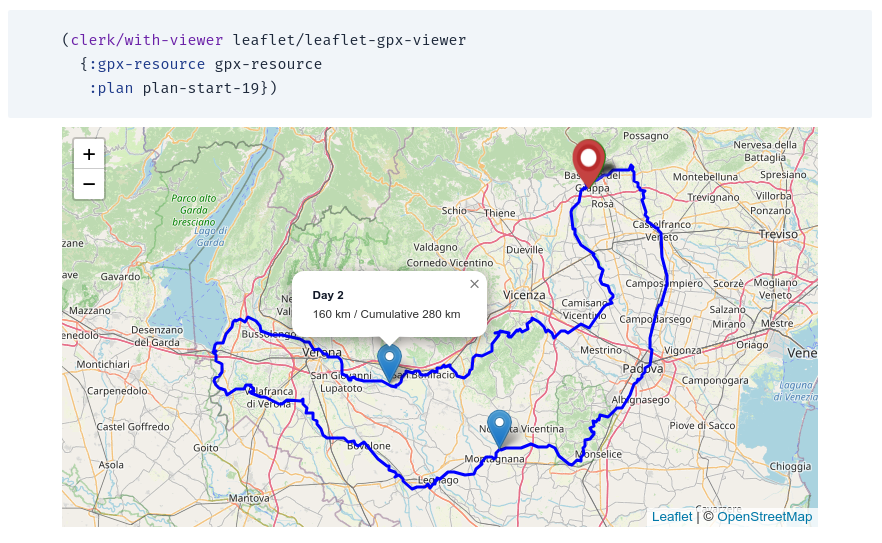 (clerk/with-viewer leaflet/leaflet-gpx-viewer
{:gpx-resource gpx-resource
:plan plan-start-19})
+
−
Possagno
Nervesa della
Battaglia
Parco alto
Garda
bresciano
Lago di
Garda
Grappa
Rosà
Montebelluna
Spresiano
Villorba
Trevignano
Ponzano
Schio
Thiene
Castelfranco
Veneto
Treviso
zane
Valdagno
Dueville
Cornedo Vicentino
ave
Gavardo
Camposampiero
Scorzè
Mogliano
Veneto
Day 2
×
160 km / Cumulative 280 km
Vicenza
Camisano
Vicentino
Mazzano
Salzano
Mirano
Mestre
Campodarsego
Desenzano
del Garda
Bussolengo
onedo
Verona
Mestrino
Vigonza
Oriago
Vene
Montichiari
San Giovanni
Lupatoto
San Bonifacio
Padova
Camponogara
Carpenedolo
Villafranca
di Verona
Albignasego
Laguna
di Venezia
Castel Goffredo
Piove di Sacco
Goito
Bovolone
Montagnana
Monselice
Asola
Legnago
Chioggia
Mantova
Leaflet | © OpenStreetMap